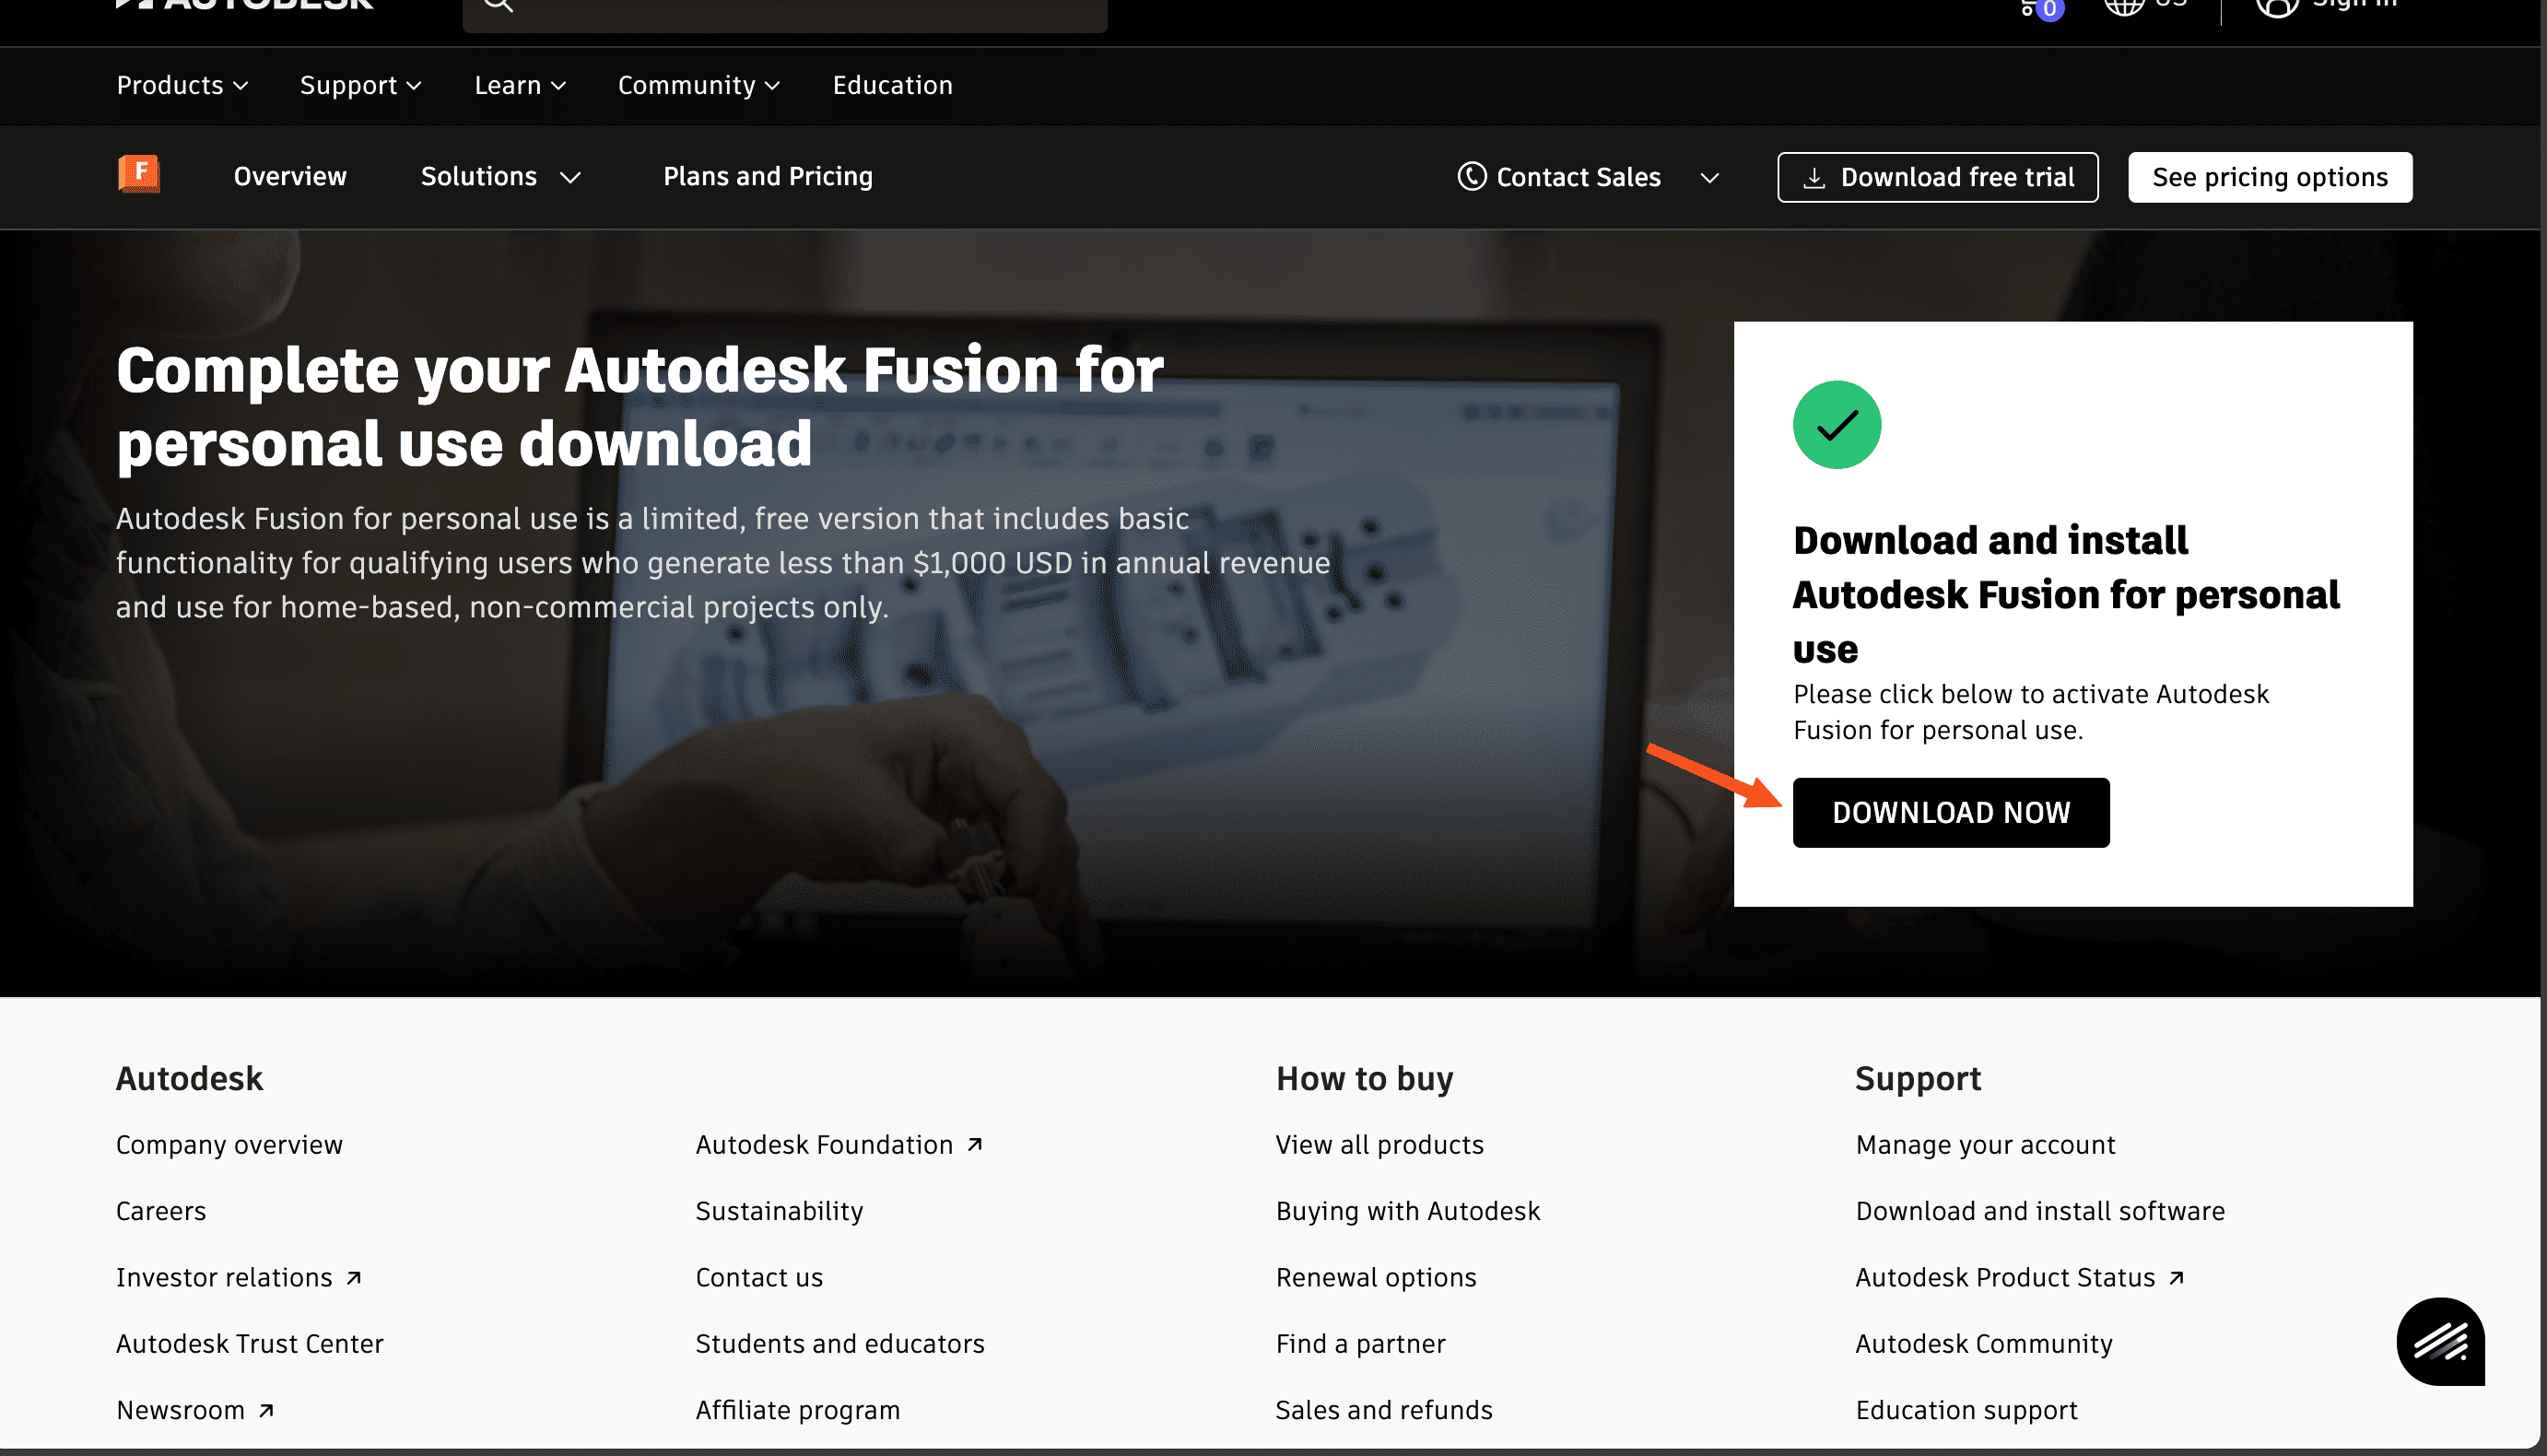 AUTODESK
0
US
Sign in
Products
Support
Learn
Community
Education
F
Overview
Solutions
Plans and Pricing
Contact Sales
Download free trial
See pricing options
Complete your Autodesk Fusion for
personal use download
Autodesk Fusion for personal use is a limited, free version that includes basic
functionality for qualifying users who generate less than $1,000 USD in annual revenue
and use for home-based, non-commercial projects only.
Download and install
Autodesk Fusion for personal
use
Please click below to activate Autodesk
Fusion for personal use.
DOWNLOAD NOW
Autodesk
Company overview
Careers
Investor relations
Autodesk Trust Center
Newsroom
Autodesk Foundation
Sustainability
Contact us
Students and educators
Affiliate program
How to buy
View all products
Buying with Autodesk
Renewal options
Find a partner
Sales and refunds
Support
Manage your account
Download and install software
Autodesk Product Status
Autodesk Community
Education support